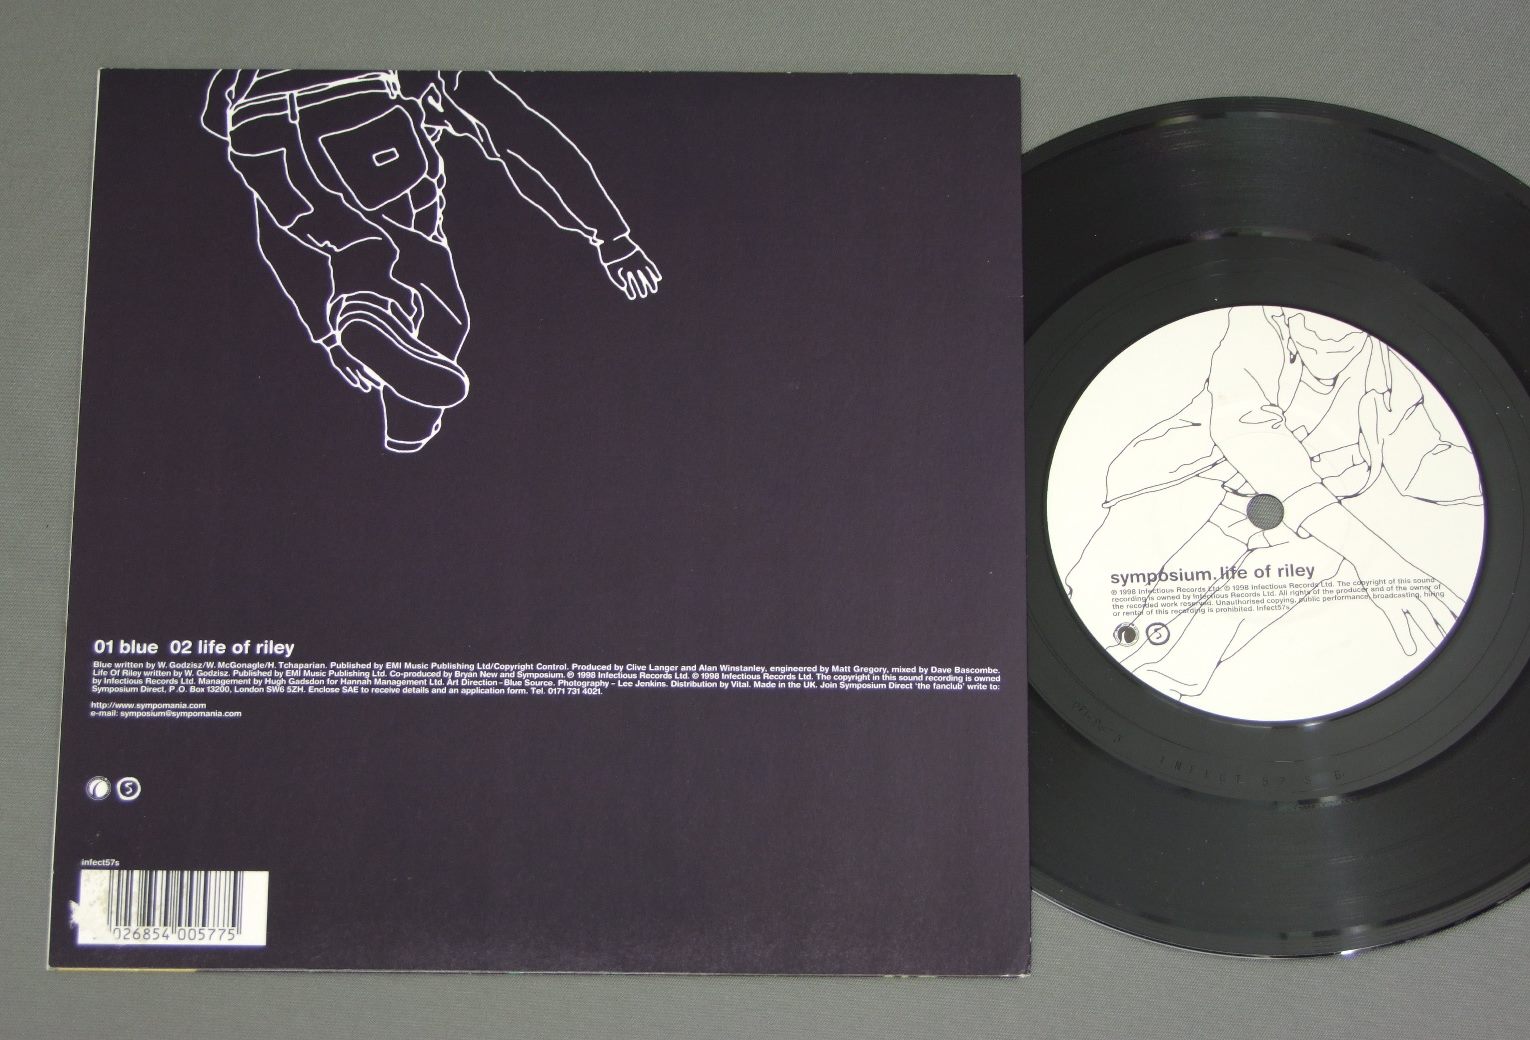 01 blue 02 life of riley
Blue written by W. Godzisz/W. McGonagle/H. Tchaparian. Published by EMI Music Publishing Ltd/Copyright Control. Produced by Clive Langer and Alan Winstanley, engineered by Matt Gregory, mixed by Dave Bascombe.
Life Of Riley written by W. Godzisz. Published by EMI Music Publishing Ltd. Co-produced by Bryan New and Symposium. ℗ 1998 Infectious Records Ltd. © 1998 Infectious Records Ltd. The copyright in this sound recording is owned
by Infectious Records Ltd. Management by Hugh Gadsdon for Hannah Management Ltd. Art Direction – Blue Source. Photography – Lee Jenkins. Distribution by Vital. Made in the UK. Join Symposium Direct 'the fanclub' write to:
Symposium Direct, P.O. Box 13200, London SW6 5ZH. Enclose SAE to receive details and an application form. Tel. 0171 731 4021.
http://www.sympomania.com
e-mail: symposium@sympomania.com
S
infect57s
026854 005775
symposium. life of riley
℗ 1998 Infectious Records Ltd. © 1998 Infectious Records Ltd. The copyright of this sound
recording is owned by Infectious Records Ltd. All rights of the producer and of the owner of
the recorded work reserved. Unauthorised copying, public performance, broadcasting, hiring
or rental of this recording is prohibited. Infect57s
S
INFECT 57 S B